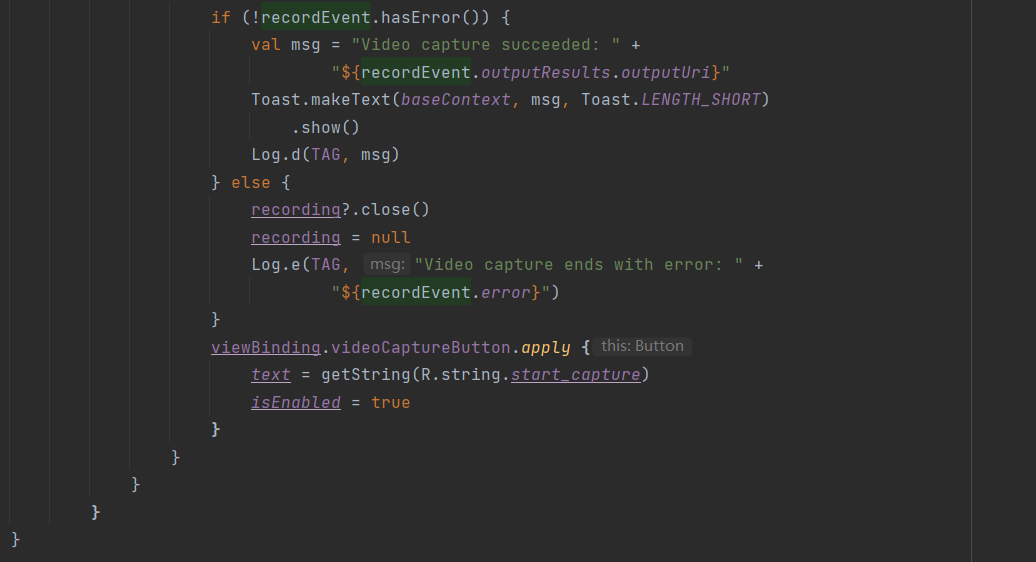 if (!recordEvent.hasError()) {
val msg = "Video capture succeeded: " +
"${recordEvent.outputResults.outputUri}"
Toast.makeText(baseContext, msg, Toast.LENGTH_SHORT)
.show()
Log.d(TAG, msg)
} else {
recording?.close()
recording = null
Log.e(TAG, msg: "Video capture ends with error: " +
"${recordEvent.error}")
}
viewBinding.videoCaptureButton.apply { this: Button
text = getString(R.string.start_capture)
isEnabled = true
}
}
}
}
}